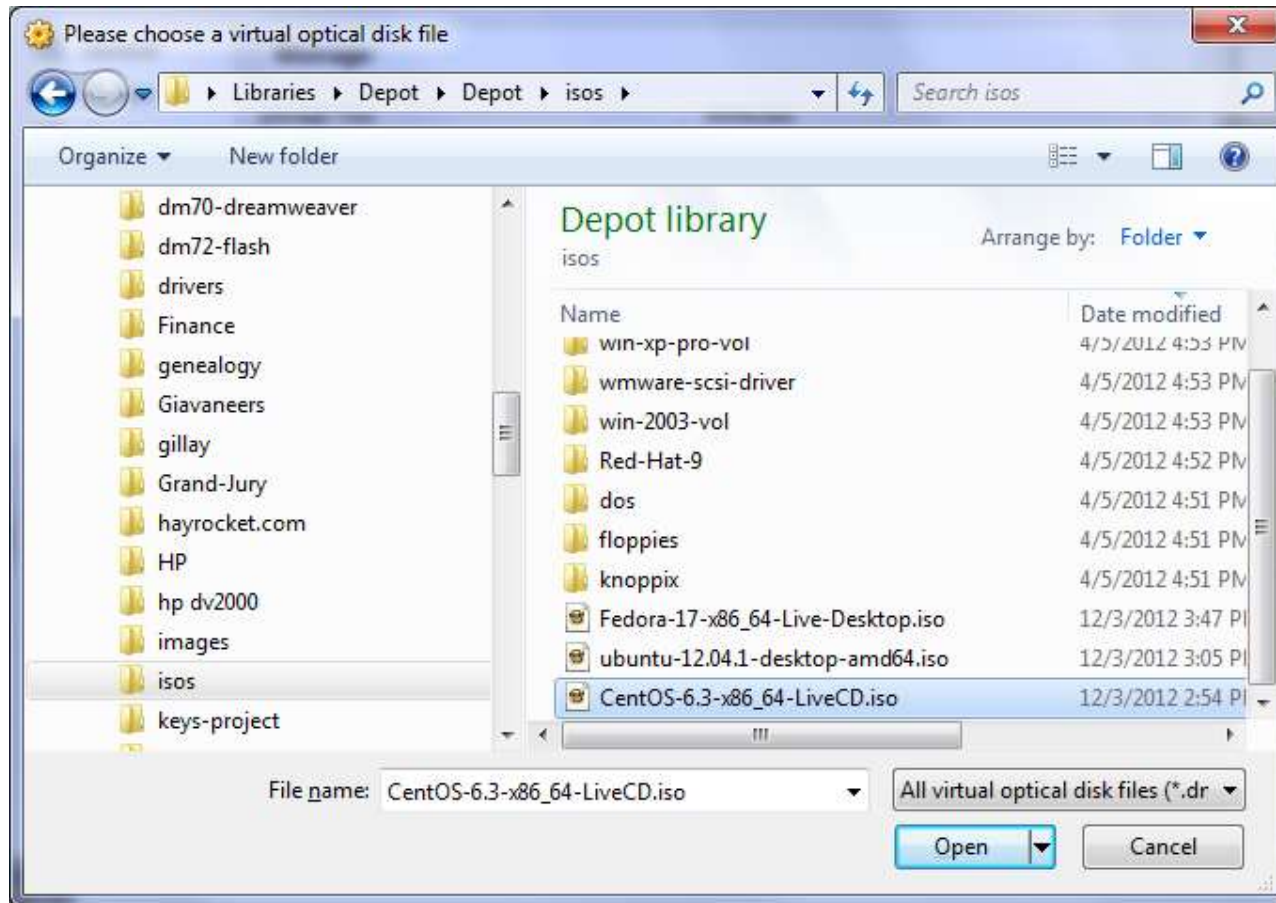 Please choose a virtual optical disk file
Libraries Depot Depot isos
Search isos
Organize New folder
dm70-dreamweaver
dm72-flash
drivers
Finance
genealogy
Giavaneers
gillay
Grand-Jury
hayrocket.com
HP
hp dv2000
images
isos
keys-project
Depot library
isos
Arrange by: Folder
Name Date modified
win-xp-pro-vol 4/5/2012 4:53 PM
wmware-scsi-driver 4/5/2012 4:53 PM
win-2003-vol 4/5/2012 4:53 PM
Red-Hat-9 4/5/2012 4:52 PM
dos 4/5/2012 4:51 PM
floppies 4/5/2012 4:51 PM
knoppix 4/5/2012 4:51 PM
Fedora-17-x86_64-Live-Desktop.iso 12/3/2012 3:47 P
ubuntu-12.04.1-desktop-amd64.iso 12/3/2012 3:05 P
CentOS-6.3-x86_64-LiveCD.iso 12/3/2012 2:54 P
File name: CentOS-6.3-x86_64-LiveCD.iso All virtual optical disk files (*.dr
Open Cancel